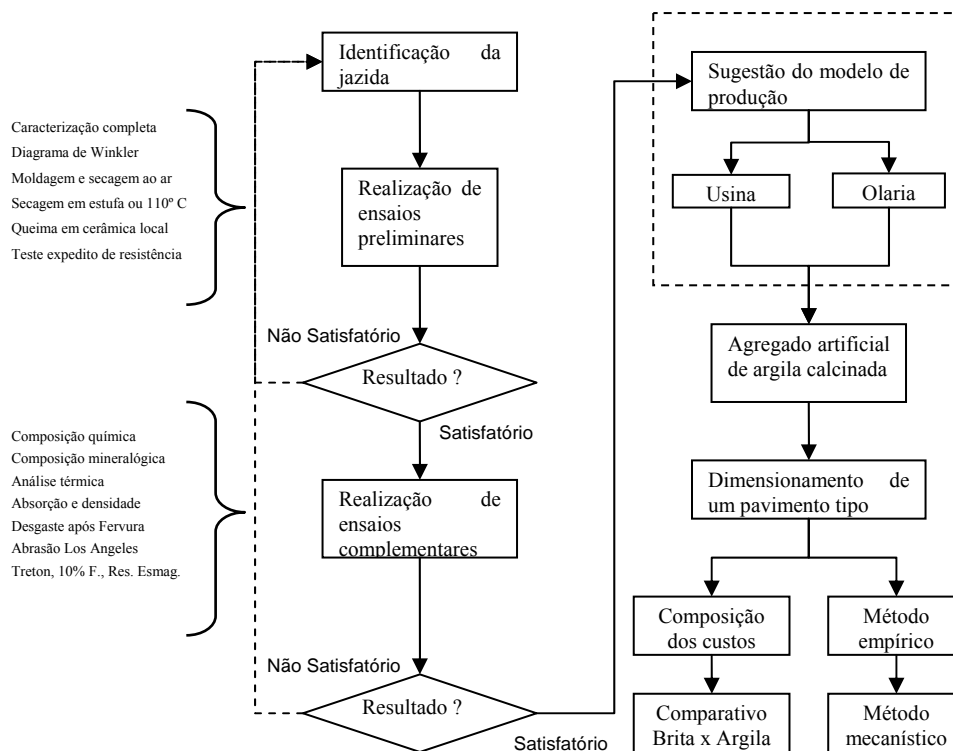 Identificação da
jazida
Caracterização completa
Diagrama de Winkler
Moldagem e secagem ao ar
Secagem em estufa ou 110º C
Queima em cerâmica local
Teste expedito de resistência
Realização de
ensaios
preliminares
Não Satisfatório
Resultado ?
Satisfatório
Composição química
Composição mineralógica
Análise térmica
Absorção e densidade
Desgaste após Fervura
Abrasão Los Angeles
Treton, 10% F., Res. Esmag.
Realização de
ensaios
complementares
Não Satisfatório
Resultado ?
Satisfatório
Sugestão do modelo de
produção
Usina
Olaria
Agregado artificial
de argila calcinada
Dimensionamento de
um pavimento tipo
Composição
dos custos
Método
empírico
Comparativo
Brita x Argila
Método
mecanístico